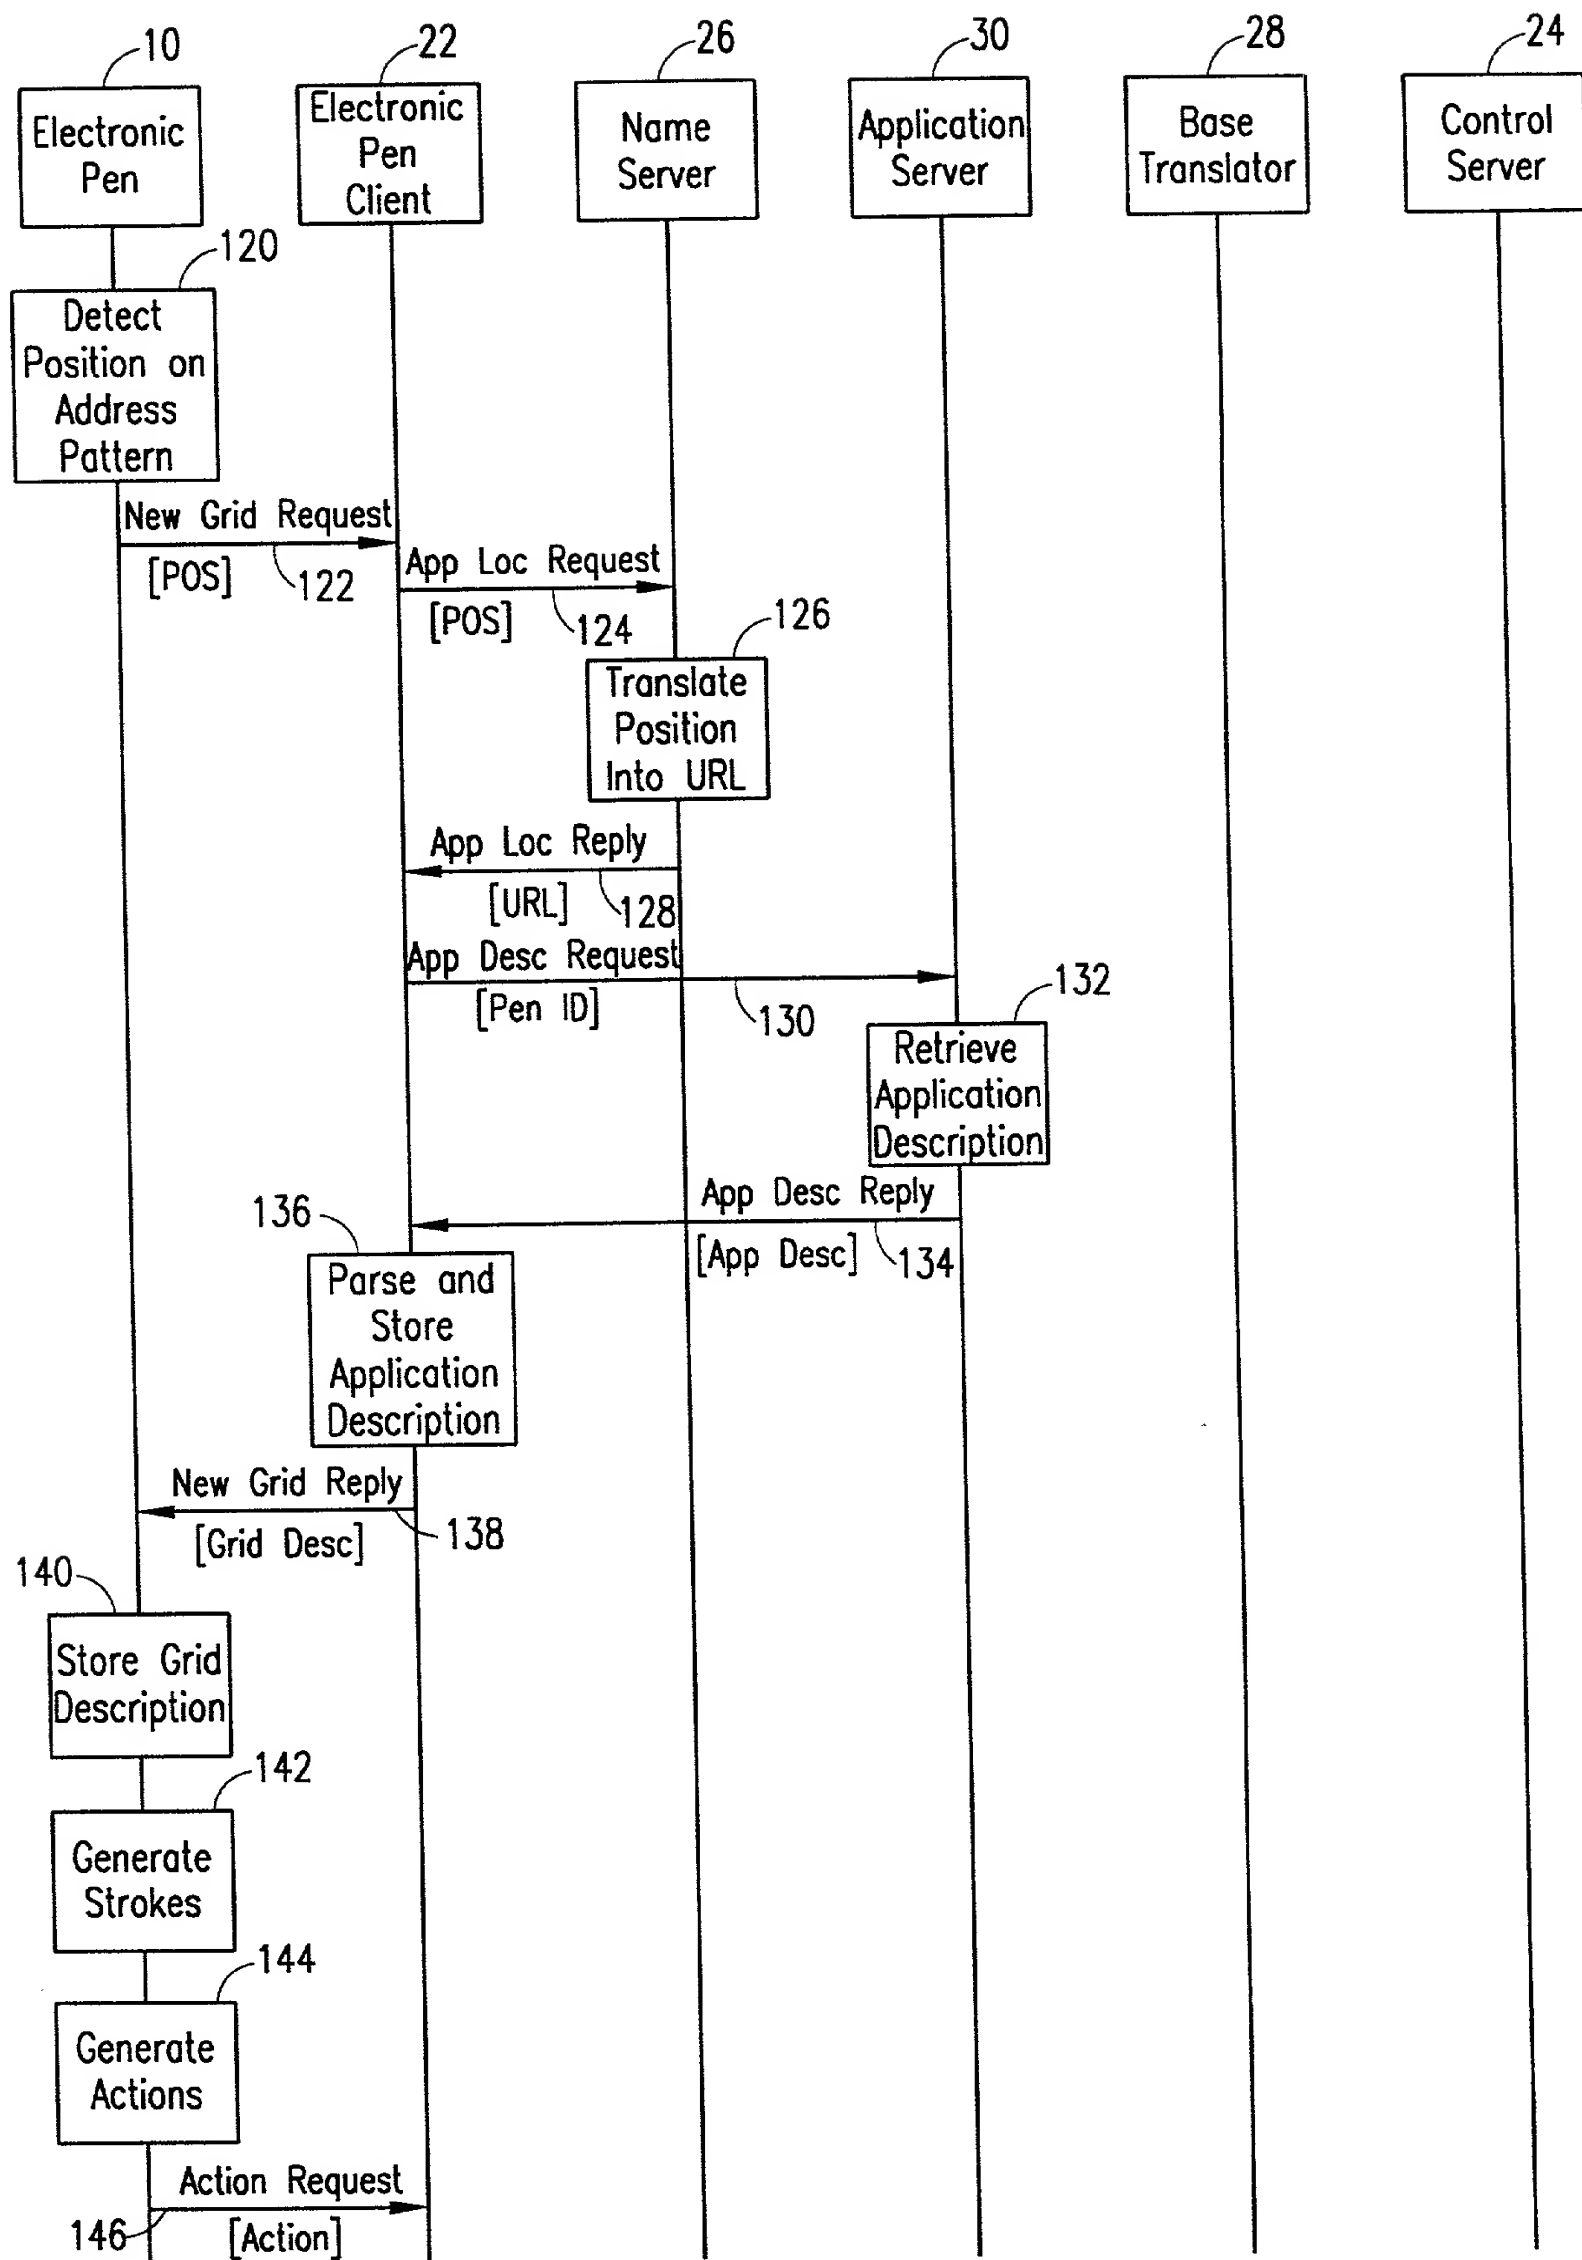 10
22
26
30
28
24
Electronic
Pen
Electronic
Pen
Client
Name
Server
Application
Server
Base
Translator
Control
Server
120
Detect
Position on
Address
Pattern
New Grid Request
[POS]
122
App Loc Request
[POS]
124
126
Translate
Position
Into URL
App Loc Reply
[URL]
128
App Desc Request
[Pen ID]
130
132
Retrieve
Application
Description
App Desc Reply
[App Desc]
134
136
Parse and
Store
Application
Description
New Grid Reply
[Grid Desc]
138
140
Store Grid
Description
142
Generate
Strokes
144
Generate
Actions
Action Request
146
[Action]